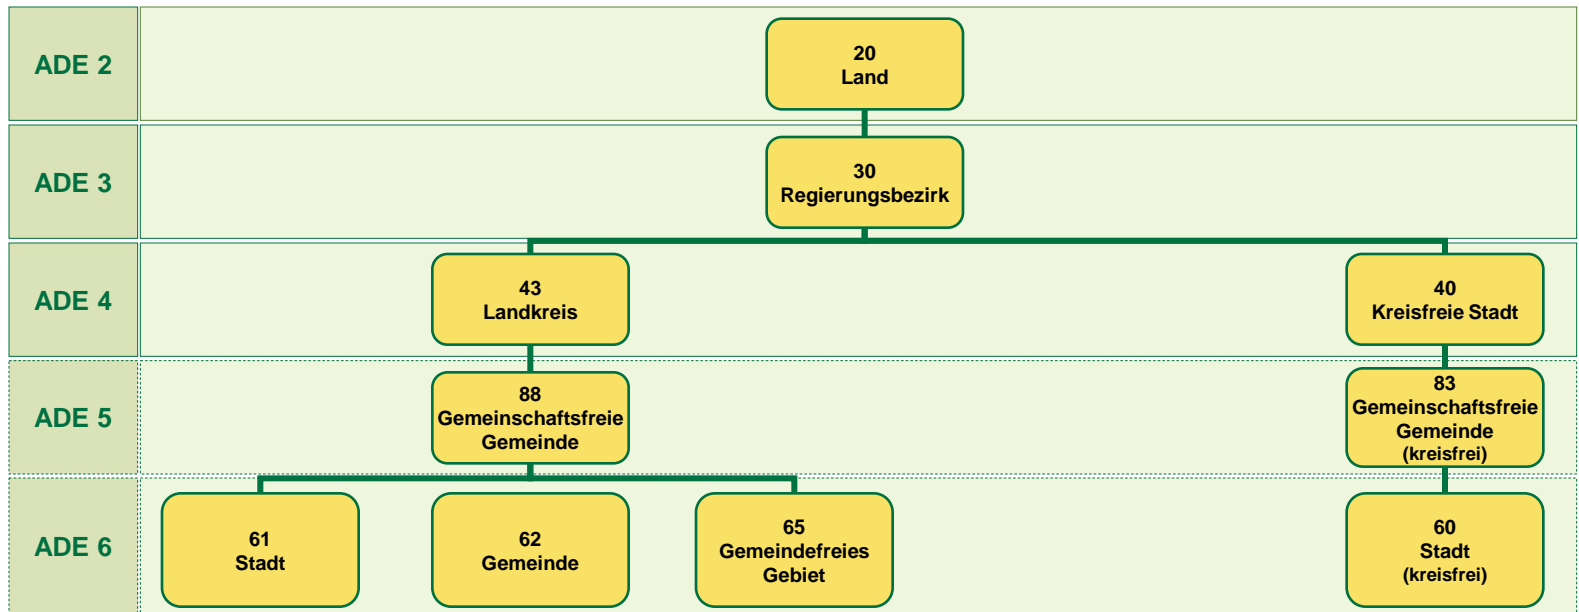 ADE 2
20
Land
ADE 3
30
Regierungsbezirk
ADE 4
43
Landkreis
40
Kreisfreie Stadt
ADE 5
88
Gemeinschaftsfreie
Gemeinde
83
Gemeinschaftsfreie
Gemeinde
(kreisfrei)
ADE 6
61
Stadt
62
Gemeinde
65
Gemeindefreies
Gebiet
60
Stadt
(kreisfrei)